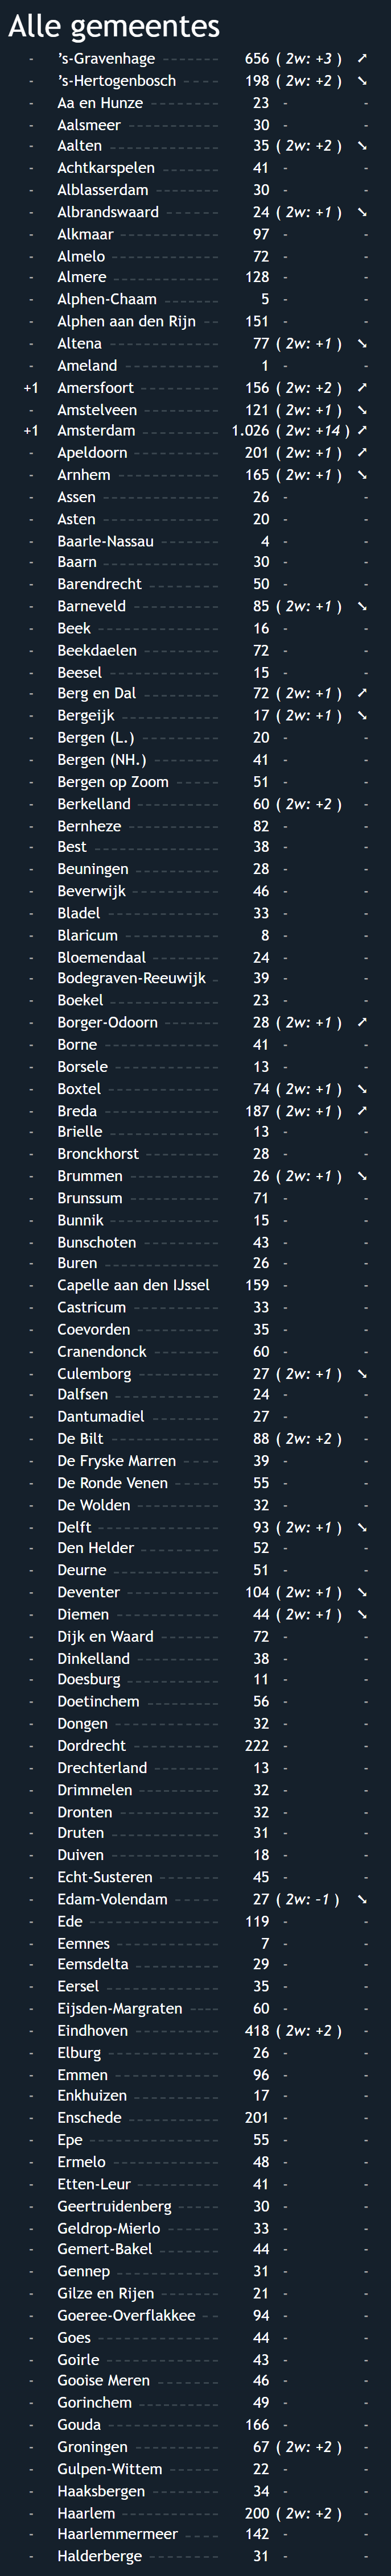 Alle gemeentes
- 's-Gravenhage 656 ( 2w: +3 ) ➚
- 's-Hertogenbosch 198 ( 2w: +2 ) ➘
- Aa en Hunze 23 - -
- Aalsmeer 30 - -
- Aalten 35 ( 2w: +2 ) ➘
- Achtkarspelen 41 - -
- Alblasserdam 30 - -
- Albrandswaard 24 ( 2w: +1 ) ➘
- Alkmaar 97 - -
- Almelo 72 - -
- Almere 128 - -
- Alphen-Chaam 5 - -
- Alphen aan den Rijn 151 - -
- Altena 77 ( 2w: +1 ) ➘
- Ameland 1 - -
+1 Amersfoort 156 ( 2w: +2 ) ➚
- Amstelveen 121 ( 2w: +1 ) ➘
+1 Amsterdam 1.026 ( 2w: +14 ) ➚
- Apeldoorn 201 ( 2w: +1 ) ➚
- Arnhem 165 ( 2w: +1 ) ➘
- Assen 26 - -
- Asten 20 - -
- Baarle-Nassau 4 - -
- Baarn 30 - -
- Barendrecht 50 - -
- Barneveld 85 ( 2w: +1 ) ➘
- Beek 16 - -
- Beekdaelen 72 - -
- Beesel 15 - -
- Berg en Dal 72 ( 2w: +1 ) ➚
- Bergeijk 17 ( 2w: +1 ) ➘
- Bergen (L.) 20 - -
- Bergen (NH.) 41 - -
- Bergen op Zoom 51 - -
- Berkelland 60 ( 2w: +2 ) -
- Bernheze 82 - -
- Best 38 - -
- Beuningen 28 - -
- Beverwijk 46 - -
- Bladel 33 - -
- Blaricum 8 - -
- Bloemendaal 24 - -
- Bodegraven-Reeuwijk 39 - -
- Boekel 23 - -
- Borger-Odoorn 28 ( 2w: +1 ) ➚
- Borne 41 - -
- Borsele 13 - -
- Boxtel 74 ( 2w: +1 ) ➘
- Breda 187 ( 2w: +1 ) ➚
- Brielle 13 - -
- Bronckhorst 28 - -
- Brummen 26 ( 2w: +1 ) ➘
- Brunssum 71 - -
- Bunnik 15 - -
- Bunschoten 43 - -
- Buren 26 - -
- Capelle aan den IJssel 159 - -
- Castricum 33 - -
- Coevorden 35 - -
- Cranendonck 60 - -
- Culemborg 27 ( 2w: +1 ) ➘
- Dalfsen 24 - -
- Dantumadiel 27 - -
- De Bilt 88 ( 2w: +2 ) -
- De Fryske Marren 39 - -
- De Ronde Venen 55 - -
- De Wolden 32 - -
- Delft 93 ( 2w: +1 ) ➘
- Den Helder 52 - -
- Deurne 51 - -
- Deventer 104 ( 2w: +1 ) ➘
- Diemen 44 ( 2w: +1 ) ➘
- Dijk en Waard 72 - -
- Dinkelland 38 - -
- Doesburg 11 - -
- Doetinchem 56 - -
- Dongen 32 - -
- Dordrecht 222 - -
- Drechterland 13 - -
- Drimmelen 32 - -
- Dronten 32 - -
- Druten 31 - -
- Duiven 18 - -
- Echt-Susteren 45 - -
- Edam-Volendam 27 ( 2w: -1 ) ➘
- Ede 119 - -
- Eemnes 7 - -
- Eemsdelta 29 - -
- Eersel 35 - -
- Eijsden-Margraten 60 - -
- Eindhoven 418 ( 2w: +2 ) -
- Elburg 26 - -
- Emmen 96 - -
- Enkhuizen 17 - -
- Enschede 201 - -
- Epe 55 - -
- Ermelo 48 - -
- Etten-Leur 41 - -
- Geertruidenberg 30 - -
- Geldrop-Mierlo 33 - -
- Gemert-Bakel 44 - -
- Gennep 31 - -
- Gilze en Rijen 21 - -
- Goeree-Overflakkee 94 - -
- Goes 44 - -
- Goirle 43 - -
- Gooise Meren 46 - -
- Gorinchem 49 - -
- Gouda 166 - -
- Groningen 67 ( 2w: +2 ) -
- Gulpen-Wittem 22 - -
- Haaksbergen 34 - -
- Haarlem 200 ( 2w: +2 ) -
- Haarlemmermeer 142 - -
- Halderberge 31 - -